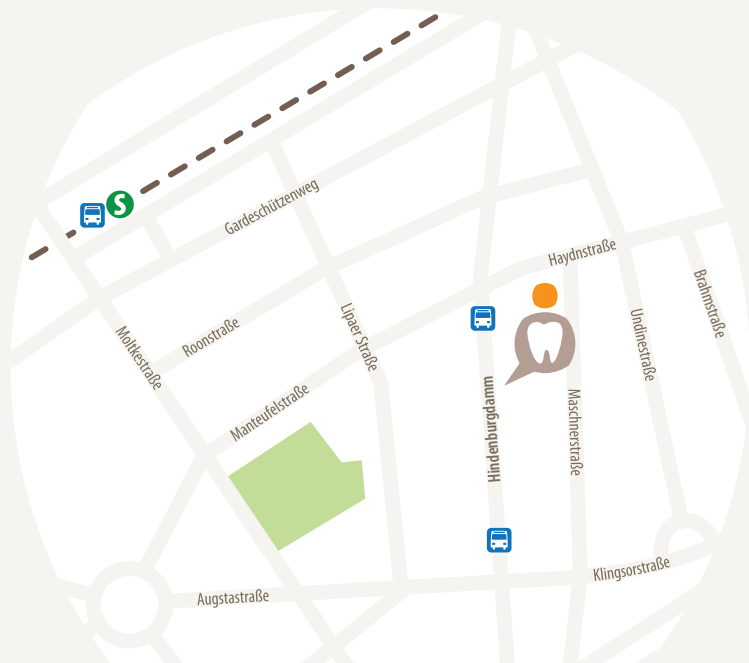 S
Gardeschützenweg
Haydnstraße
Brahmstraße
Roonstraße
Lipaer Straße
Undinestraße
Moltkestraße
Manteufelstraße
Hindenburgdamm
Maschnerstraße
Klingsorstraße
Augstastraße